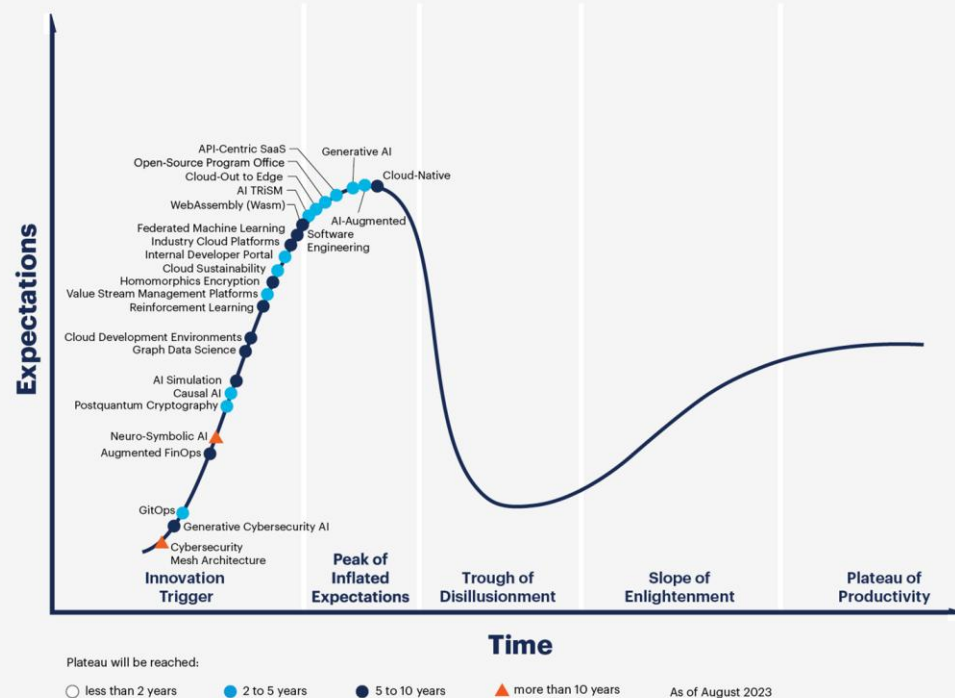 API-Centric SaaS
Generative AI
Open-Source Program Office
Cloud-Out to Edge
Cloud-Native
AI TRiSM
WebAssembly (Wasm)
AI-Augmented
Software
Engineering
Federated Machine Learning
Industry Cloud Platforms
Internal Developer Portal
Cloud Sustainability
Homomorphics Encryption
Value Stream Management Platforms
Reinforcement Learning
Cloud Development Environments
Graph Data Science
AI Simulation
Causal AI
Postquantum Cryptography
Neuro-Symbolic AI
Augmented FinOps
GitOps
Generative Cybersecurity AI
Cybersecurity
Mesh Architecture
Expectations
Innovation
Trigger
Peak of
Inflated
Expectations
Trough of
Disillusionment
Slope of
Enlightenment
Plateau of
Productivity
Time
Plateau will be reached:
less than 2 years
2 to 5 years
5 to 10 years
more than 10 years
As of August 2023